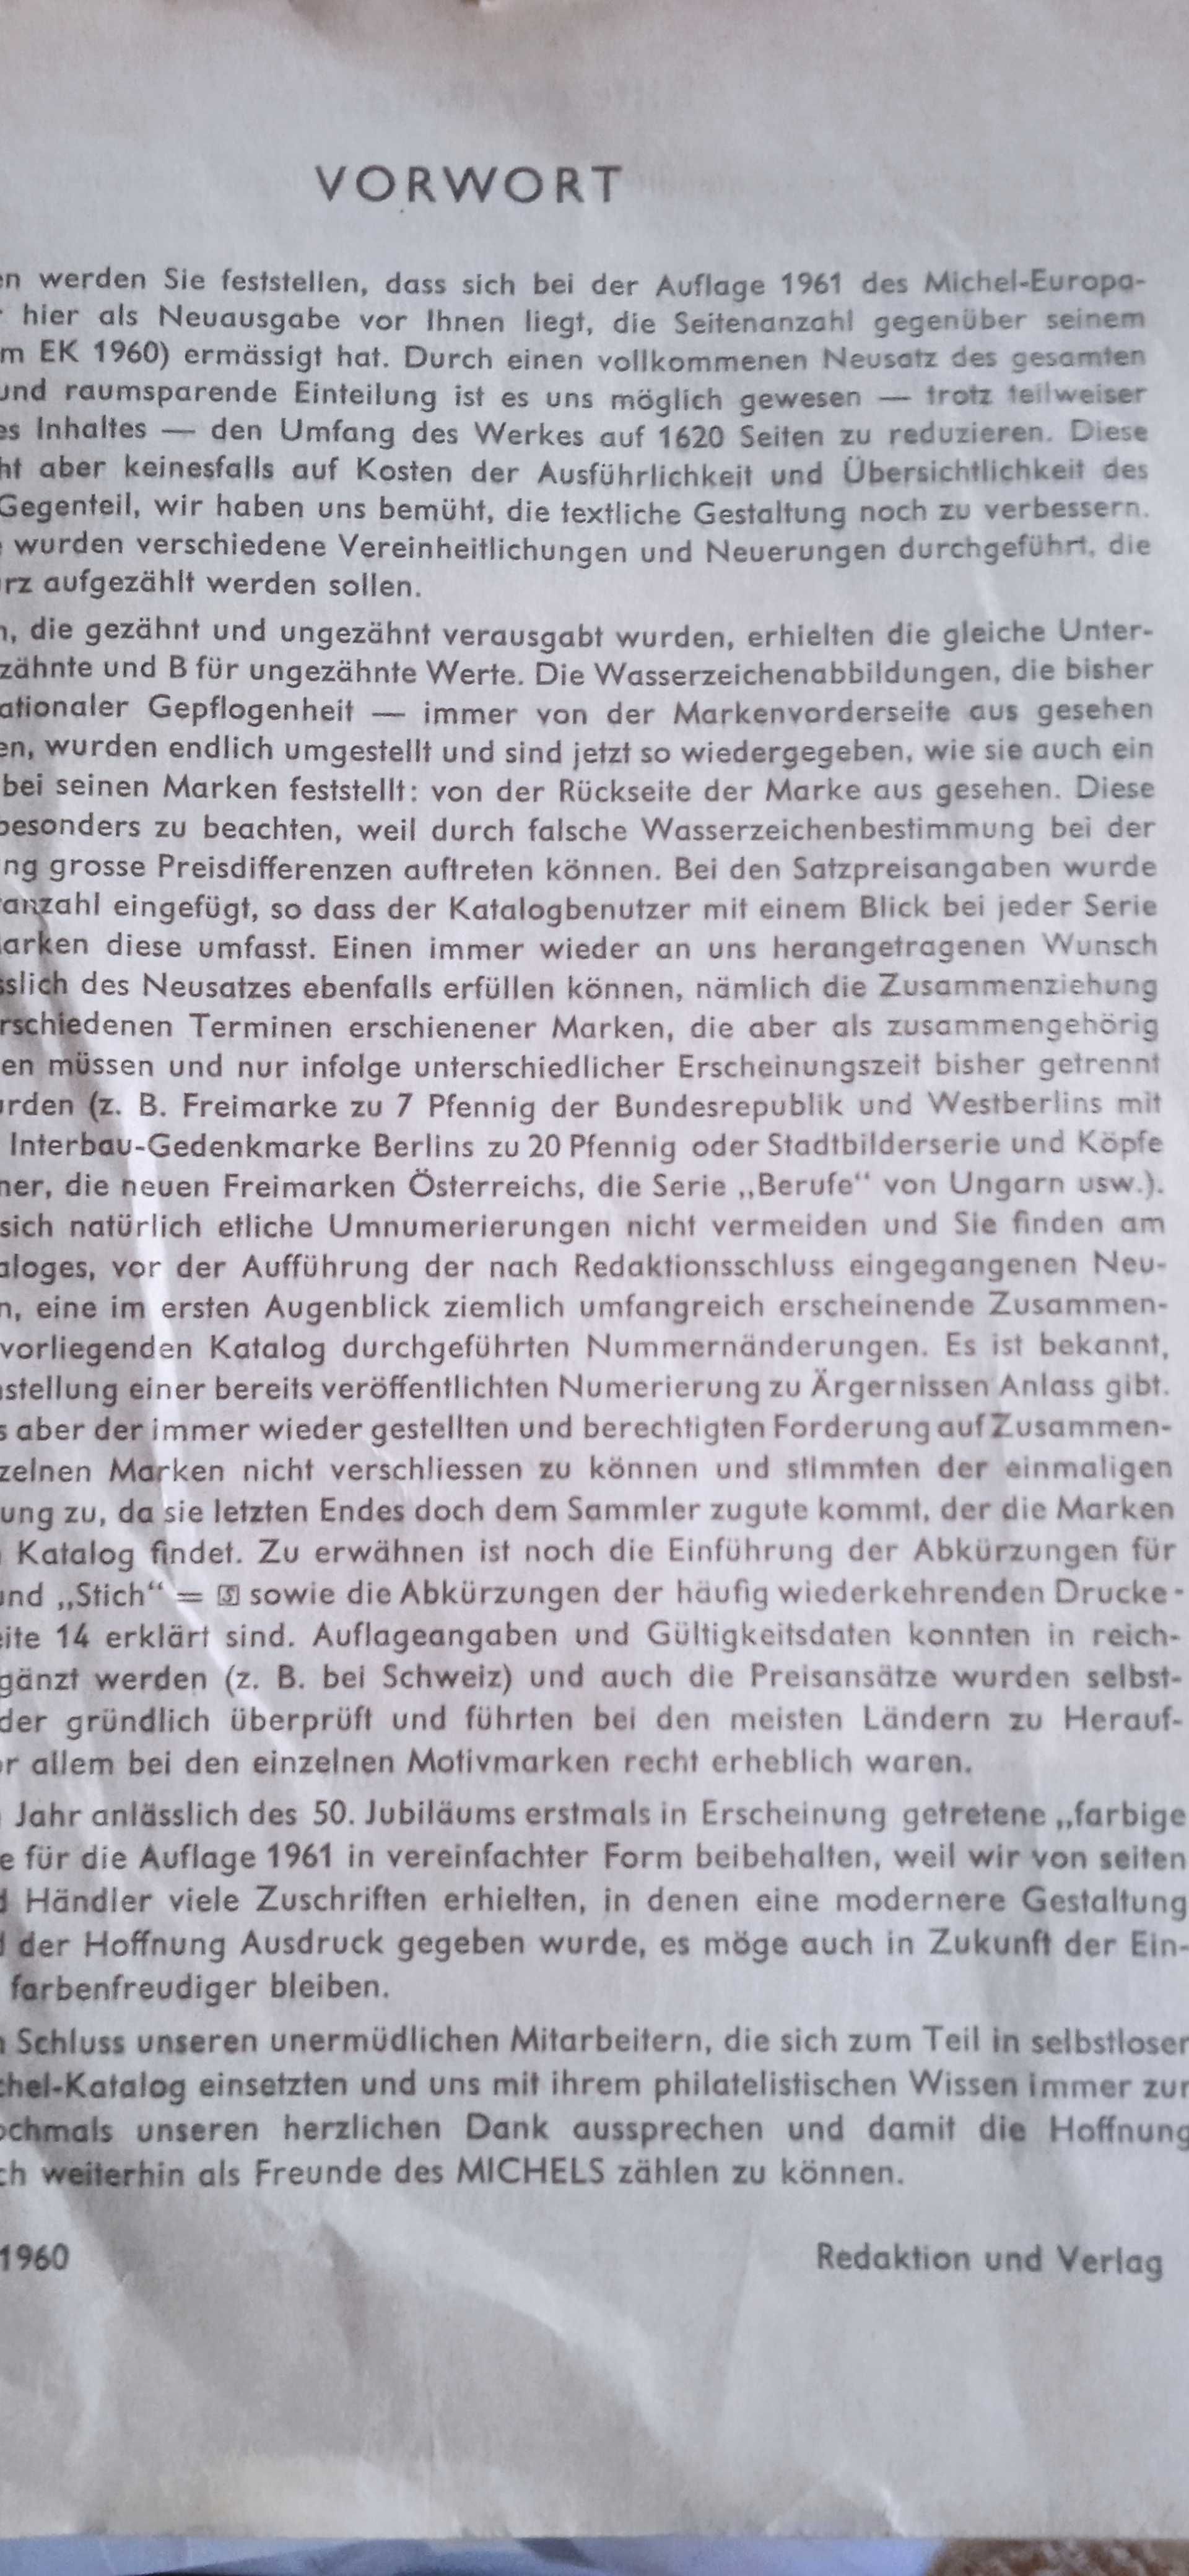 VORWORT
werden Sie feststellen, dass sich bei der Auflage 1961 des Michel-Europa-
hier als Neuausgabe vor Ihnen liegt, die Seitenanzahl gegenüber seinem
EK 1960) ermässigt hat. Durch einen vollkommenen Neusatz des gesamten
und raumsparende Einteilung ist es uns möglich gewesen — trotz teilweiser
Inhaltes — den Umfang des Werkes auf 1620 Seiten zu reduzieren. Diese
aber keinesfalls auf Kosten der Ausführlichkeit und Übersichtlichkeit des
Gegenteil, wir haben uns bemüht, die textliche Gestaltung noch zu verbessern.
wurden verschiedene Vereinheitlichungen und Neuerungen durchgeführt, die
aufgezählt werden sollen.
die gezähnt und ungezähnt verausgabt wurden, erhielten die gleiche Unter-
zähnte und B für ungezähnte Werte. Die Wasserzeichenabbildungen, die bisher
ationaler Gepflogenheit — immer von der Markenvorderseite aus gesehen
en, wurden endlich umgestellt und sind jetzt so wiedergegeben, wie sie auch ein
bei seinen Marken feststellt: von der Rückseite der Marke aus gesehen. Diese
besonders zu beachten, weil durch falsche Wasserzeichenbestimmung bei der
ng grosse Preisdifferenzen auftreten können. Bei den Satzpreisangaben wurde
anzahl eingefügt, so dass der Katalogbenutzer mit einem Blick bei jeder Serie
arken diese umfasst. Einen immer wieder an uns herangetragenen Wunsch
sslich des Neusatzes ebenfalls erfüllen können, nämlich die Zusammenziehung
rschiedenen Terminen erschienener Marken, die aber als zusammengehörig
en müssen und nur infolge unterschiedlicher Erscheinungszeit bisher getrennt
urden (z. B. Freimarke zu 7 Pfennig der Bundesrepublik und Westberlins mit
Interbau-Gedenkmarke Berlins zu 20 Pfennig oder Stadtbilderserie und Köpfe
ner, die neuen Freimarken Österreichs, die Serie „Berufe“ von Ungarn usw.).
sich natürlich etliche Umnumerierungen nicht vermeiden und Sie finden am
aloges, vor der Aufführung der nach Redaktionsschluss eingegangenen Neu-
n, eine im ersten Augenblick ziemlich umfangreich erscheinende Zusammen-
vorliegenden Katalog durchgeführten Nummernänderungen. Es ist bekannt,
stellung einer bereits veröffentlichten Numerierung zu Ärgernissen Anlass gibt.
s aber der immer wieder gestellten und berechtigten Forderung auf Zusammen-
zelnen Marken nicht verschliessen zu können und stimmten der einmaligen
ung zu, da sie letzten Endes doch dem Sammler zugute kommt, der die Marken
Katalog findet. Zu erwähnen ist noch die Einführung der Abkürzungen für
und „Stich“ = sowie die Abkürzungen der häufig wiederkehrenden Drucke-
eite 14 erklärt sind. Auflageangaben und Gültigkeitsdaten konnten in reich-
gänzt werden (z. B. bei Schweiz) und auch die Preisansätze wurden selbst-
der gründlich überprüft und führten bei den meisten Ländern zu Herauf-
r allem bei den einzelnen Motivmarken recht erheblich waren.
Jahr anlässlich des 50. Jubiläums erstmals in Erscheinung getretene „farbige
e für die Auflage 1961 in vereinfachter Form beibehalten, weil wir von seiten
Händler viele Zuschriften erhielten, in denen eine modernere Gestaltung
der Hoffnung Ausdruck gegeben wurde, es möge auch in Zukunft der Ein-
farbenfreudiger bleiben.
Schluss unseren unermüdlichen Mitarbeitern, die sich zum Teil in selbstloser
chel-Katalog einsetzten und uns mit ihrem philatelistischen Wissen immer zur
ochmals unseren herzlichen Dank aussprechen und damit die Hoffnung
ch weiterhin als Freunde des MICHELS zählen zu können.
1960 Redaktion und Verlag